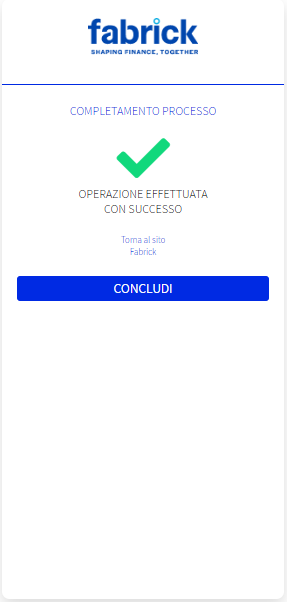 fabrick
SHAPING FINANCE, TOGETHER
COMPLETAMENTO PROCESSO
OPERAZIONE EFFETTUATA
CON SUCCESSO
Torna al sito
Fabrick
CONCLUDI